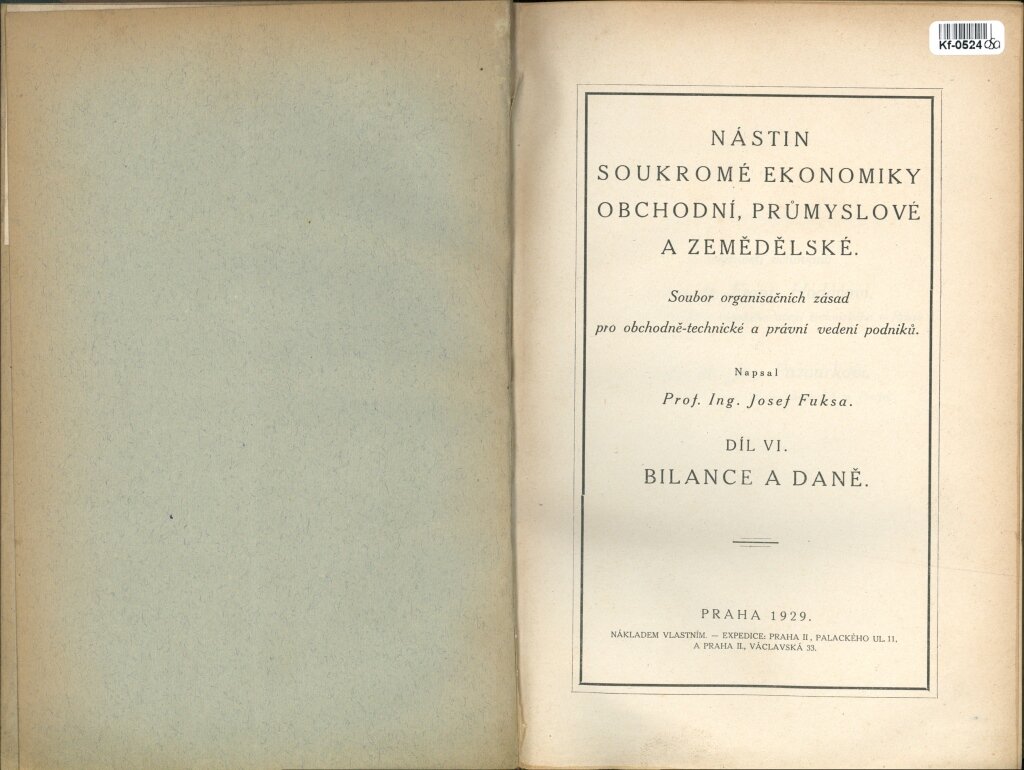 Kf-0524
NÁSTIN
SOUKROMÉ EKONOMIKY
OBCHODNÍ, PRŮMYSLOVÉ
A ZEMĚDĚLSKÉ.
Soubor organisačních zásad
pro obchodně-technické a právní vedení podniků.
Napsal
Prof. Ing. Josef Fuksa.
DÍL VI.
BILANCE A DANĚ.
PRAHA 1929.
NÁKLADEM VLASTNÍM. — EXPEDICE: PRAHA II., PALACKÉHO UL. 11,
A PRAHA II., VÁCLAVSKÁ 33.